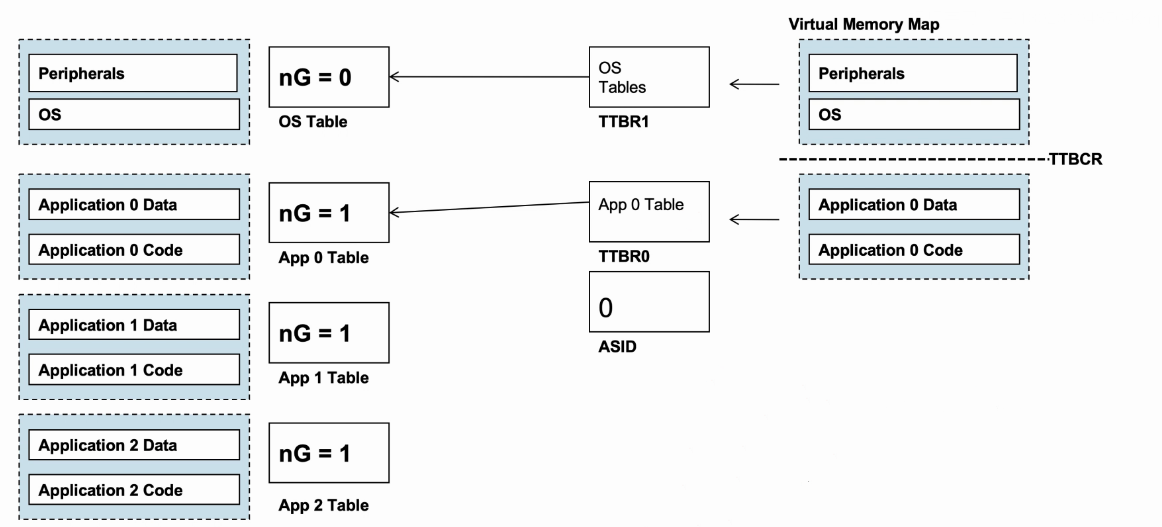 Virtual Memory Map
Peripherals
OS
nG = 0
OS Table
OS
Tables
TTBR1
Peripherals
OS
TTBCR
Application 0 Data
Application 0 Code
nG = 1
App 0 Table
App 0 Table
TTBR0
Application 0 Data
Application 0 Code
0
ASID
Application 1 Data
Application 1 Code
nG = 1
App 1 Table
Application 2 Data
Application 2 Code
nG = 1
App 2 Table